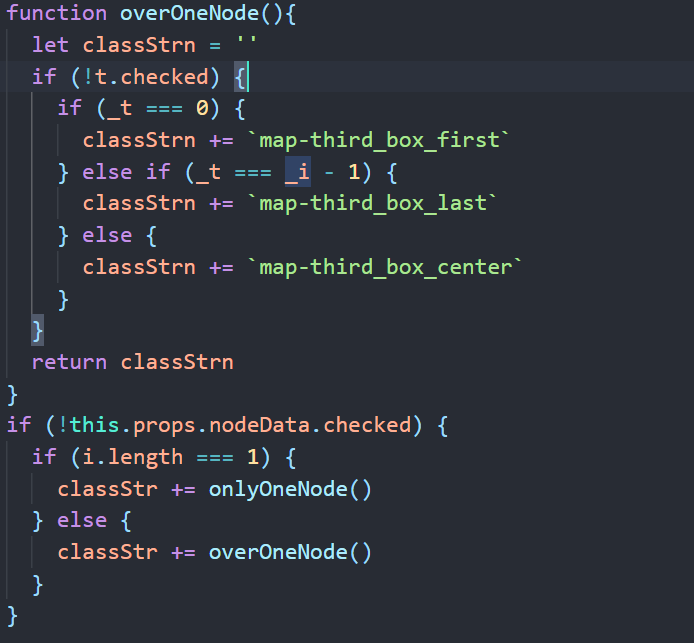 function overOneNode(){
let classStrn = ''
if (!t.checked) {
if (_t === 0) {
classStrn += `map-third_box_first`
} else if (_t === _i - 1) {
classStrn += `map-third_box_last`
} else {
classStrn += `map-third_box_center`
}
}
return classStrn
}
if (!this.props.nodeData.checked) {
if (i.length === 1) {
classStr += onlyOneNode()
} else {
classStr += overOneNode()
}
}